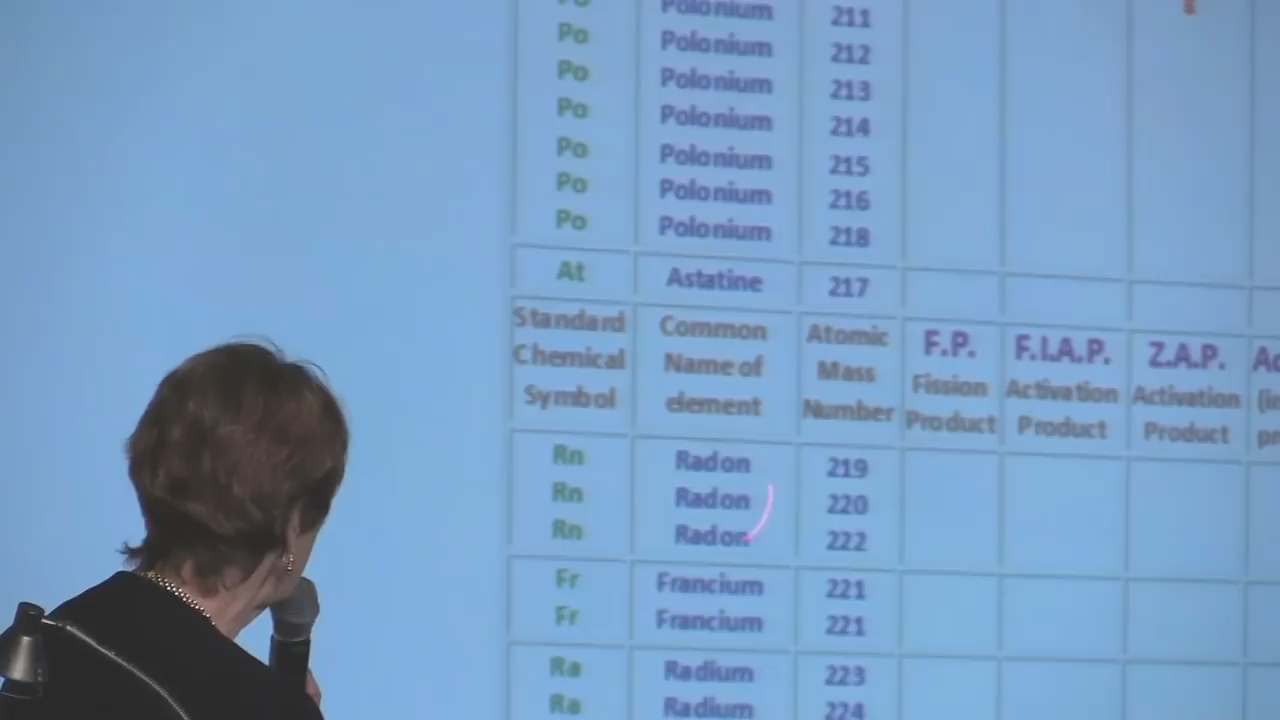 Po Polonium 211
Po Polonium 212
Po Polonium 213
Po Polonium 214
Po Polonium 215
Po Polonium 216
Po Polonium 218
At Astatine 217
Standard Common Atomic F.P. F.I.A.P. Z.A.P.
Chemical Name of Mass Fission Activation Activation
Symbol element Number Product Product Product
Rn Radon 219
Rn Radon 220
Rn Radon 222
Fr Francium 221
Fr Francium 221
Ra Radium 223
Ra Radium 224